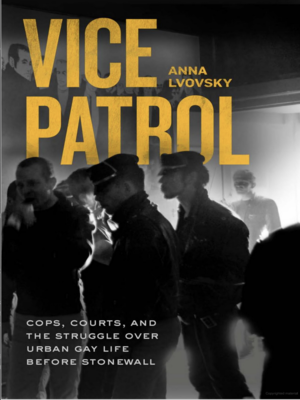 VICE
PATROL
ANNA
LVOVSKY
COPS, COURTS, AND
THE STRUGGLE OVER
URBAN GAY LIFE
BEFORE STONEWALL